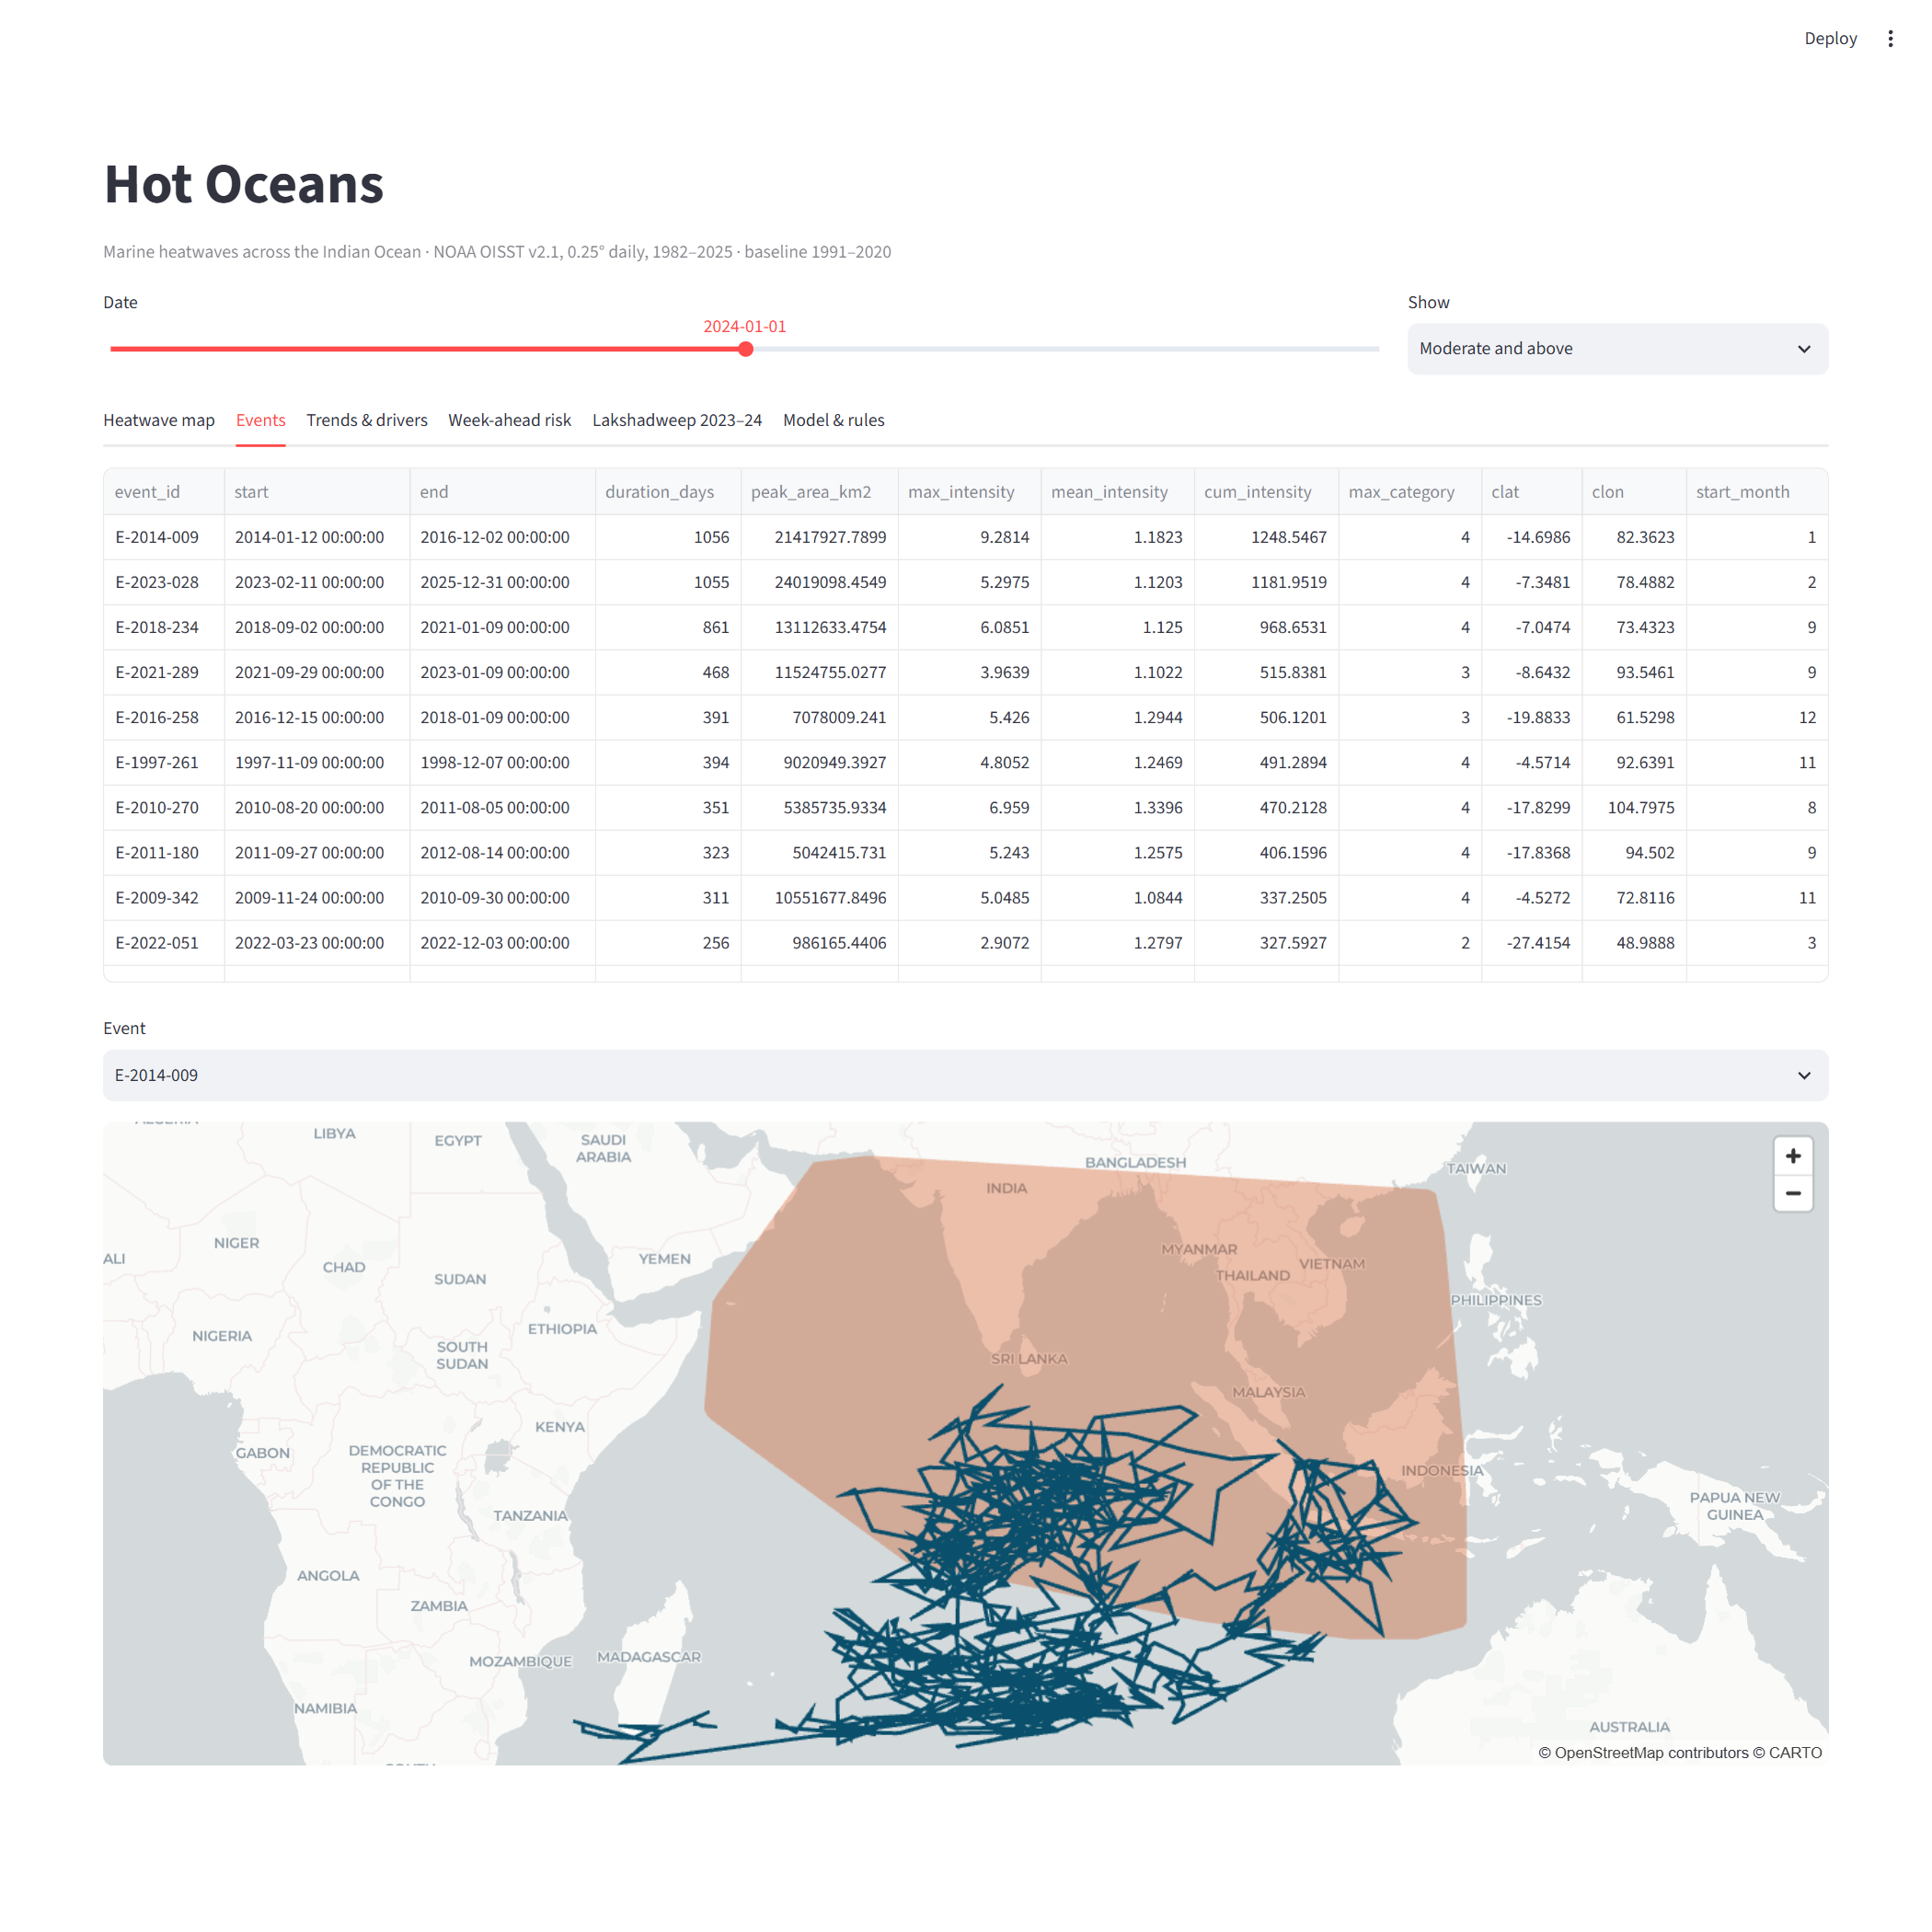 Deploy
Hot Oceans
Marine heatwaves across the Indian Ocean · NOAA OISST v2.1, 0.25° daily, 1982–2025 · baseline 1991–2020
Date
Show
2024-01-01
Moderate and above
Heatwave map Events Trends & drivers Week-ahead risk Lakshadweep 2023–24 Model & rules
event_id start end duration_days peak_area_km2 max_intensity mean_intensity cum_intensity max_category clat clon start_month
E-2014-009 2014-01-12 00:00:00 2016-12-02 00:00:00 1056 21417927.7899 9.2814 1.1823 1248.5467 4 -14.6986 82.3623 1
E-2023-028 2023-02-11 00:00:00 2025-12-31 00:00:00 1055 24019098.4549 5.2975 1.1203 1181.9519 4 -7.3481 78.4882 2
E-2018-234 2018-09-02 00:00:00 2021-01-09 00:00:00 861 13112633.4754 6.0851 1.125 968.6531 4 -7.0474 73.4323 9
E-2021-289 2021-09-29 00:00:00 2023-01-09 00:00:00 468 11524755.0277 3.9639 1.1022 515.8381 3 -8.6432 93.5461 9
E-2016-258 2016-12-15 00:00:00 2018-01-09 00:00:00 391 7078009.241 5.426 1.2944 506.1201 3 -19.8833 61.5298 12
E-1997-261 1997-11-09 00:00:00 1998-12-07 00:00:00 394 9020949.3927 4.8052 1.2469 491.2894 4 -4.5714 92.6391 11
E-2010-270 2010-08-20 00:00:00 2011-08-05 00:00:00 351 5385735.9334 6.959 1.3396 470.2128 4 -17.8299 104.7975 8
E-2011-180 2011-09-27 00:00:00 2012-08-14 00:00:00 323 5042415.731 5.243 1.2575 406.1596 4 -17.8368 94.502 9
E-2009-342 2009-11-24 00:00:00 2010-09-30 00:00:00 311 10551677.8496 5.0485 1.0844 337.2505 4 -4.5272 72.8116 11
E-2022-051 2022-03-23 00:00:00 2022-12-03 00:00:00 256 986165.4406 2.9072 1.2797 327.5927 2 -27.4154 48.9888 3
Event
E-2014-009
LIBYA
EGYPT
SAUDI
ARABIA
BANGLADESH
TAIWAN
INDIA
NIGER
ALI
CHAD
YEMEN
MYANMAR
SUDAN
THAILAND
VIETNAM
PHILIPPINES
NIGERIA
ETHIOPIA
SOUTH
SUDAN
SRI LANKA
MALAYSIA
KENYA
GABON
DEMOCRATIC
REPUBLIC
OF THE
CONGO
INDONESIA
TANZANIA
PAPUA NEW
GUINEA
ANGOLA
ZAMBIA
MOZAMBIQUE
MADAGASCAR
NAMIBIA
AUSTRALIA
© OpenStreetMap contributors © CARTO